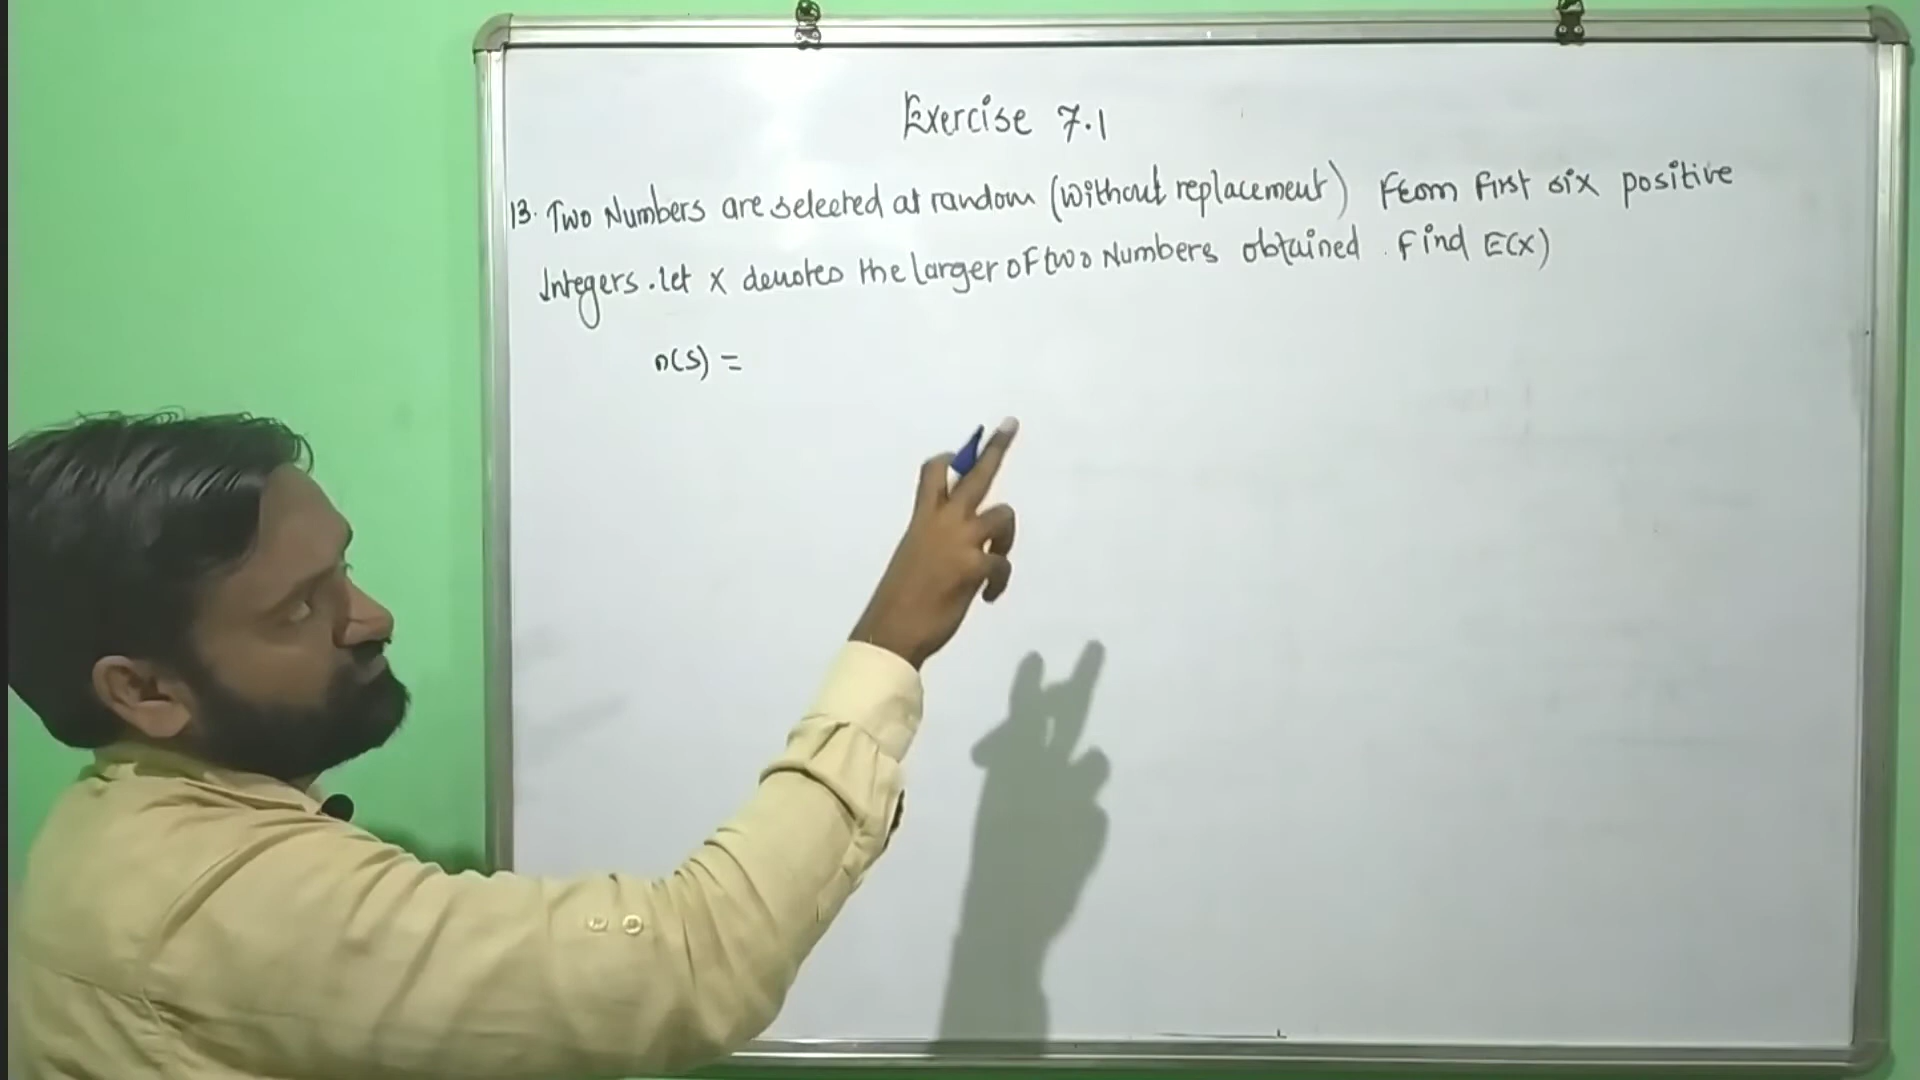 Exercise 7.1
13. Two Numbers are selected at random (without replacement) From first six positive
Integers. let X denotes the larger of two Numbers obtained. Find E(X)
n(S) =